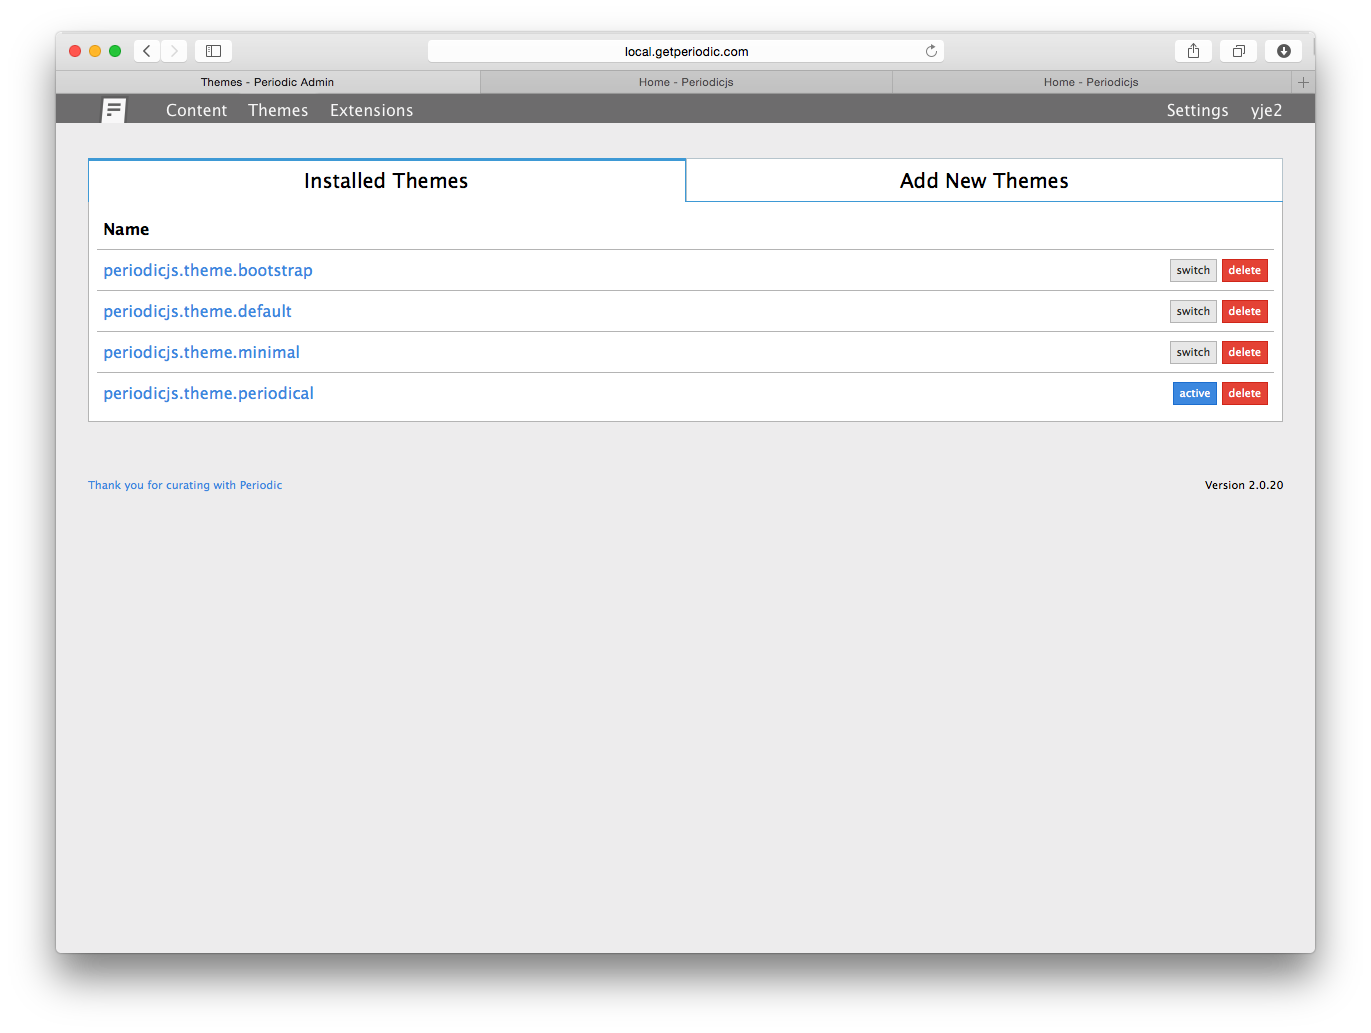 local.getperiodic.com
Themes - Periodic Admin
Home - Periodicjs
Home - Periodicjs
Content Themes Extensions Settings yje2
Installed Themes
Add New Themes
Name
periodicjs.theme.bootstrap switch delete
periodicjs.theme.default switch delete
periodicjs.theme.minimal switch delete
periodicjs.theme.periodical active delete
Thank you for curating with Periodic Version 2.0.20